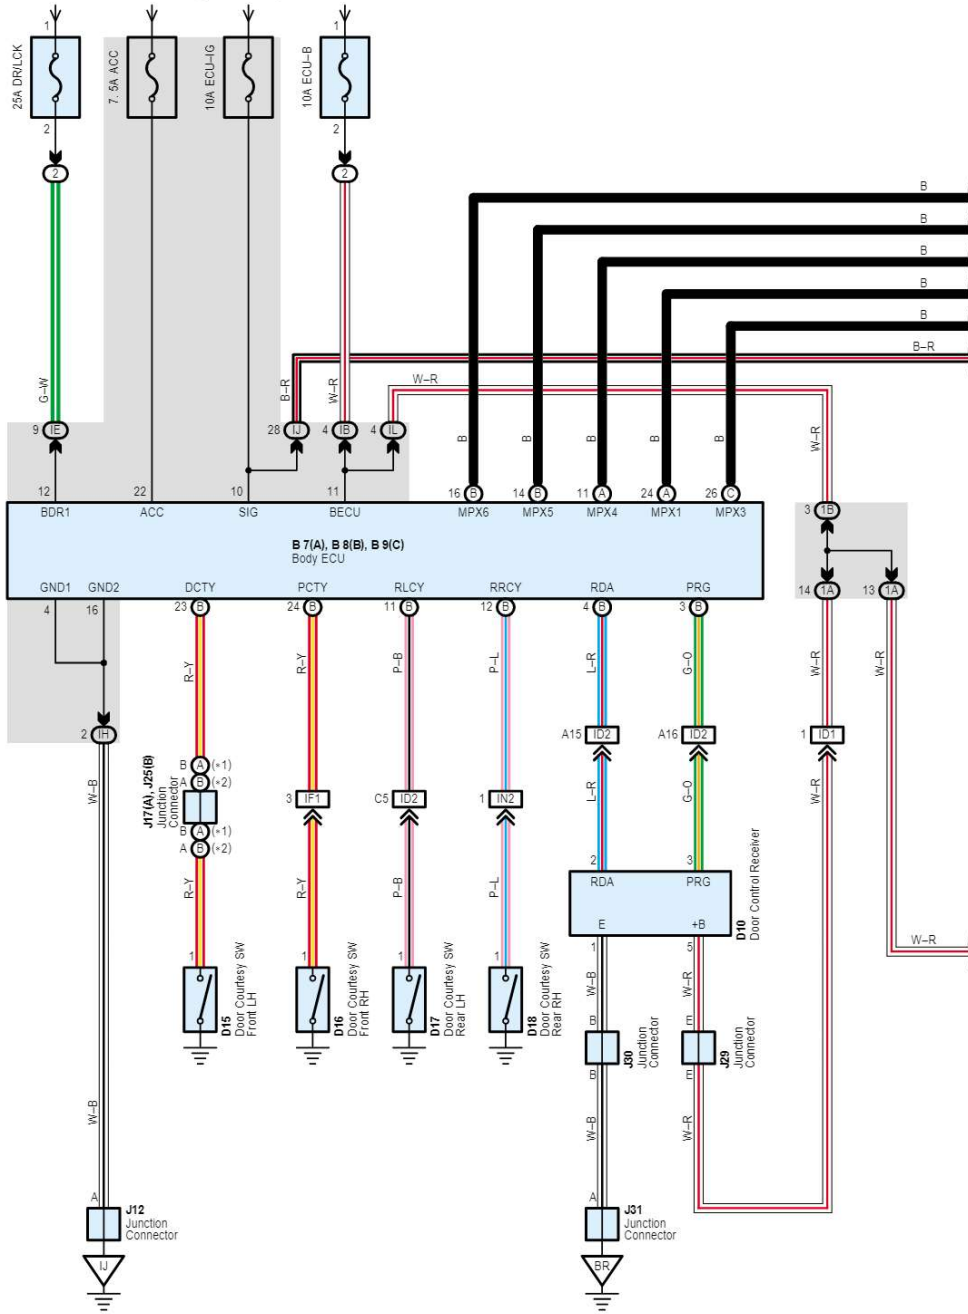 1 1
25A DR/LCK
7. 5A ACC
10A ECU–IG
10A ECU–B
2 2
2 2
B
B
B
B
B
B–R
W–R
G–W
B–R
W–R
W–R
B B B B B
9 IE
28 IJ
4 IB
4 IL
12 22 10 11
16 B
14 B
11 A
24 A
26 C
3 1B
BDR1 ACC SIG BECU MPX6 MPX5 MPX4 MPX1 MPX3
B 7(A), B 8(B), B 9(C)
Body ECU
GND1 GND2 DCTY PCTY RLCY RRCY RDA PRG
4 16
23 B
24 B
11 B
12 B
4 B
3 B
14 1A
13 1A
R–Y R–Y P–B P–L L–R G–O W–R W–R
2 IH
A15 ID2
A16 ID2
1 ID1
W–B
B A (*1)
A B (*2)
J17(A), J25(B)
Junction
Connector
B A (*1)
A B (*2)
3 IF1
C5 ID2
1 IN2
L–R G–O W–R
R–Y R–Y P–B P–L
2 3
RDA PRG
E +B
D10
Door Control Receiver
1 5
W–R
1 1 1 1
D15
Door Courtesy SW
Front LH
D16
Door Courtesy SW
Front RH
D17
Door Courtesy SW
Rear LH
D18
Door Courtesy SW
Rear RH
W–B W–R
B E
J30
Junction
Connector
J29
Junction
Connector
B E
W–B W–B W–R
A
J12
Junction
Connector
A
J31
Junction
Connector
IJ BR